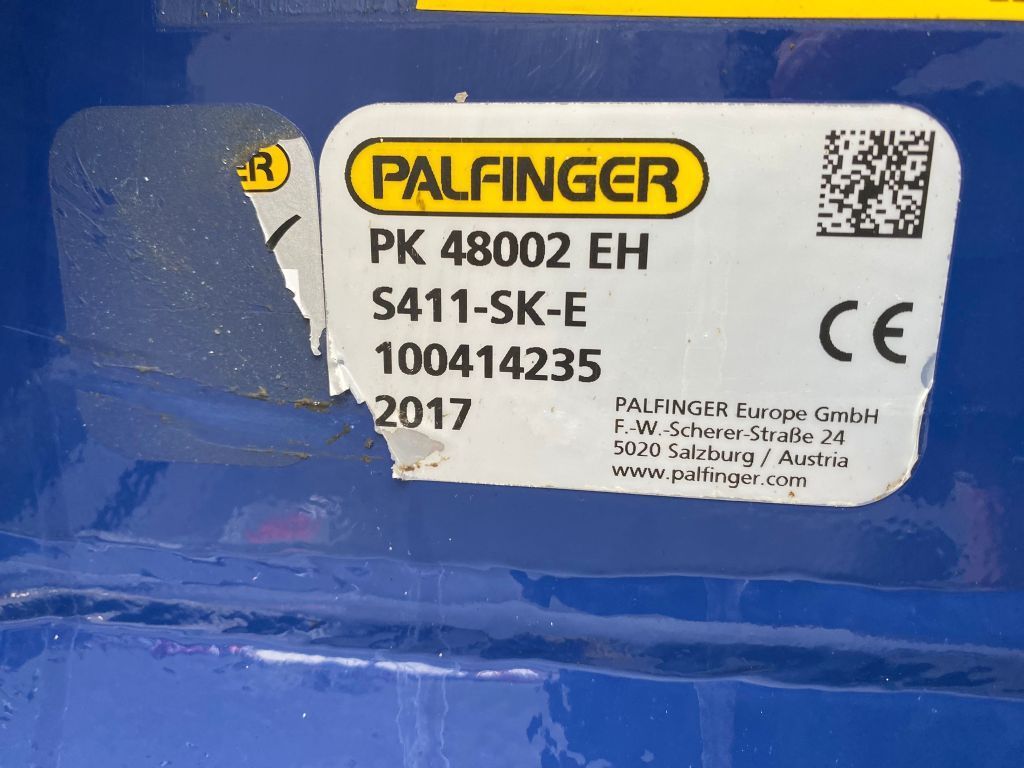 ER
PALFINGER
PK 48002 EH
S411-SK-E
100414235
2017
CE
PALFINGER Europe GmbH
F.-W.-Scherer-Straße 24
5020 Salzburg / Austria
www.palfinger.com